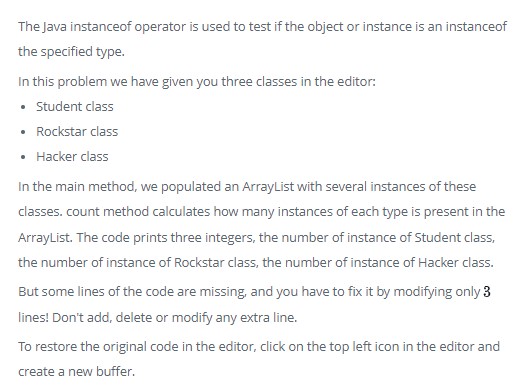 The Java instanceof operator is used to test if the object or instance is an instanceof
the specified type.
In this problem we have given you three classes in the editor:
• Student class
• Rockstar class
• Hacker class
In the main method, we populated an ArrayList with several instances of these
classes. count method calculates how many instances of each type is present in the
ArrayList. The code prints three integers, the number of instance of Student class,
the number of instance of Rockstar class, the number of instance of Hacker class.
But some lines of the code are missing, and you have to fix it by modifying only 3
lines! Don't add, delete or modify any extra line.
To restore the original code in the editor, click on the top left icon in the editor and
create a new buffer.